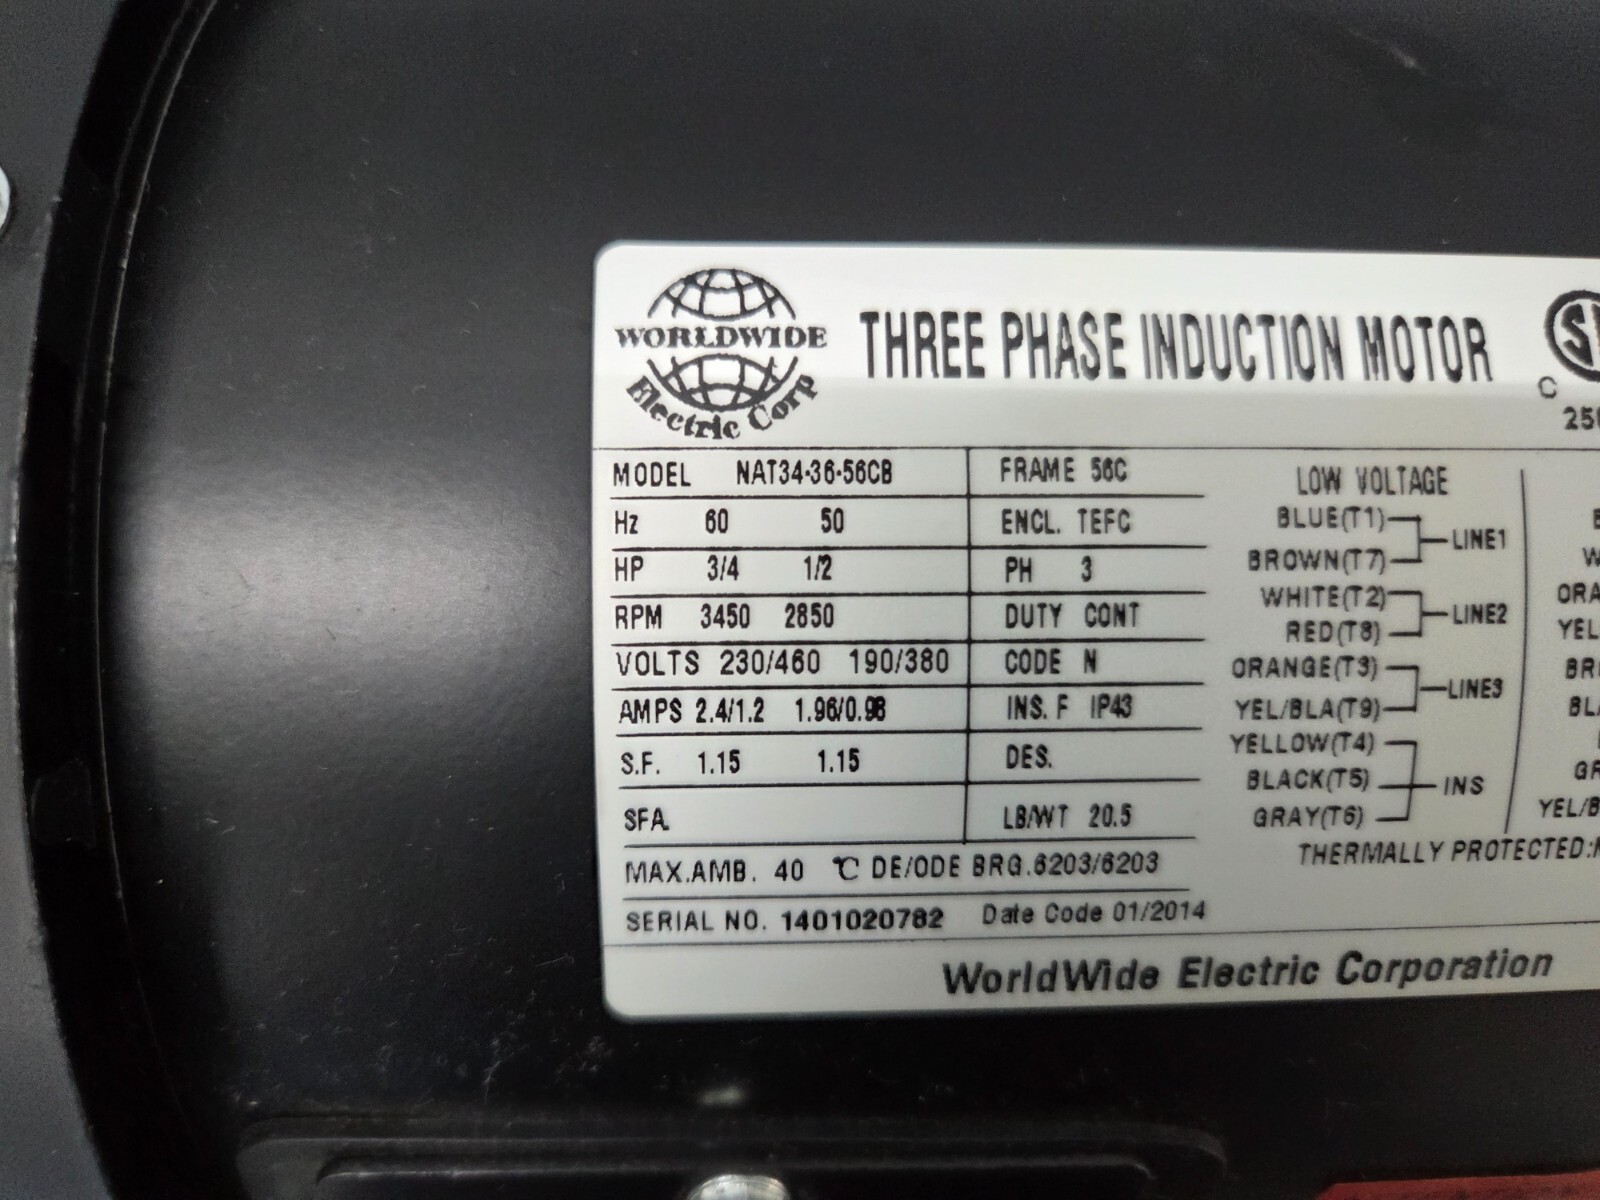 WORLDWIDE
Electric Corp
THREE PHASE INDUCTION MOTOR
C
MODEL NAT34-36-56CB
FRAME 56C
LOW VOLTAGE
Hz 60 50
ENCL. TEFC
BLUE(T1)
BROWN(T7)
LINE1
HP 3/4 1/2
PH 3
WHITE(T2)
RED(T8)
LINE2
RPM 3450 2850
DUTY CONT
VOLTS 230/460 190/380
CODE N
ORANGE(T3)
YEL/BLA(T9)
LINE3
AMPS 2.4/1.2 1.96/0.98
INS. F IP43
YELLOW(T4)
BLACK(T5)
GRAY(T6)
INS
S.F. 1.15 1.15
DES.
SFA.
LB/WT 20.5
THERMALLY PROTECTED:
MAX.AMB. 40 ℃ DE/ODE BRG.6203/6203
SERIAL NO. 1401020782 Date Code 01/2014
WorldWide Electric Corporation